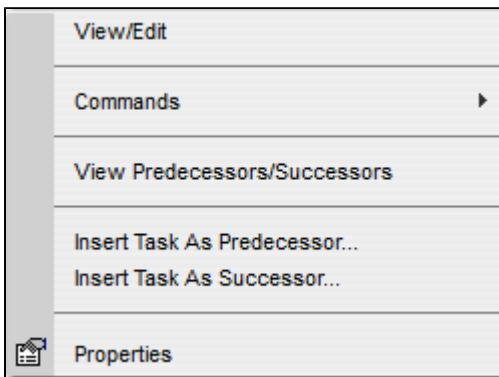 View/Edit
Commands
View Predecessors/Successors
Insert Task As Predecessor...
Insert Task As Successor...
Properties